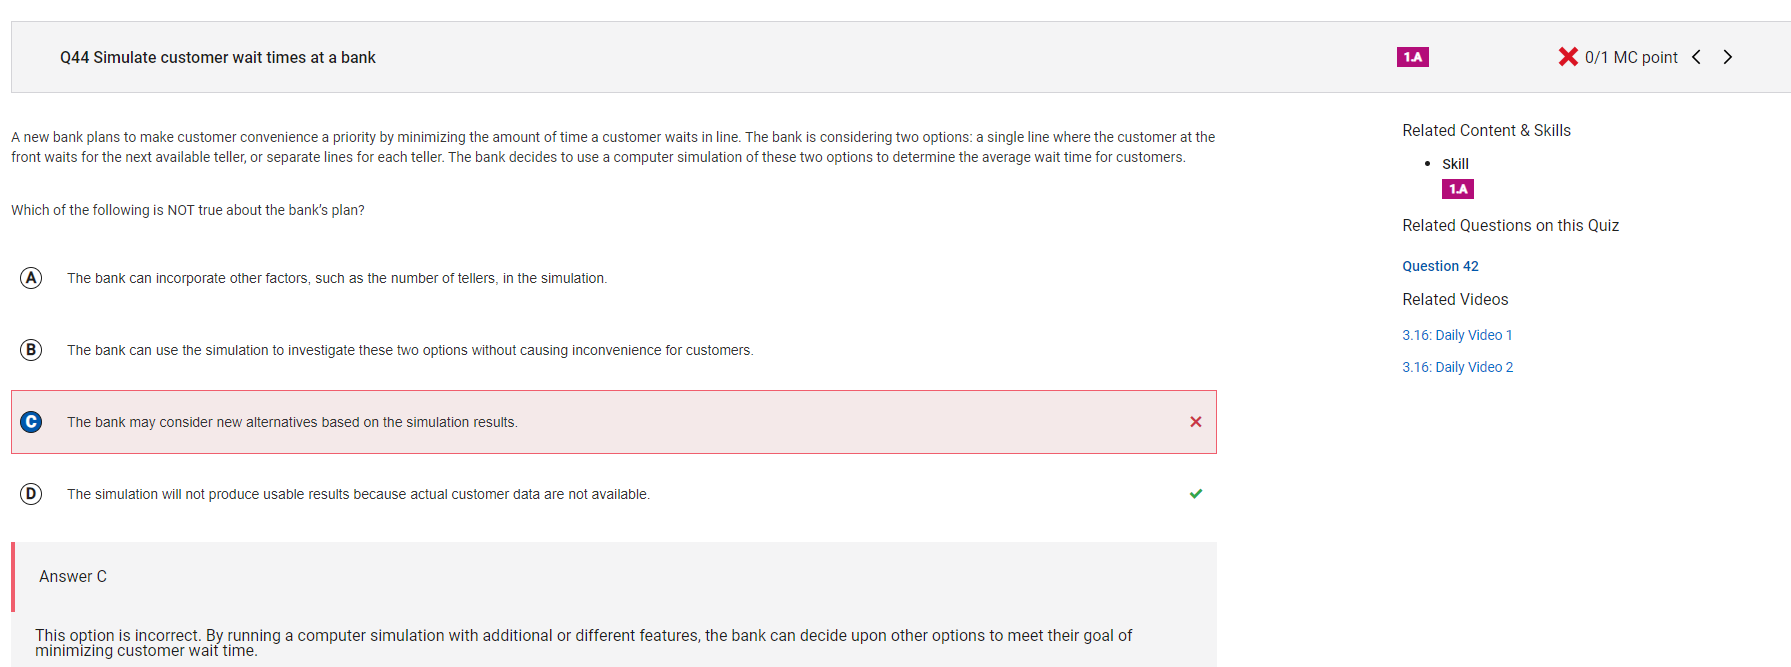 Q44 Simulate customer wait times at a bank
1.A
0/1 MC point
A new bank plans to make customer convenience a priority by minimizing the amount of time a customer waits in line. The bank is considering two options: a single line where the customer at the
front waits for the next available teller, or separate lines for each teller. The bank decides to use a computer simulation of these two options to determine the average wait time for customers.
Which of the following is NOT true about the bank's plan?
A The bank can incorporate other factors, such as the number of tellers, in the simulation.
B The bank can use the simulation to investigate these two options without causing inconvenience for customers.
C The bank may consider new alternatives based on the simulation results.
D The simulation will not produce usable results because actual customer data are not available.
Answer C
This option is incorrect. By running a computer simulation with additional or different features, the bank can decide upon other options to meet their goal of
minimizing customer wait time.
Related Content & Skills
• Skill
1.A
Related Questions on this Quiz
Question 42
Related Videos
3.16: Daily Video 1
3.16: Daily Video 2